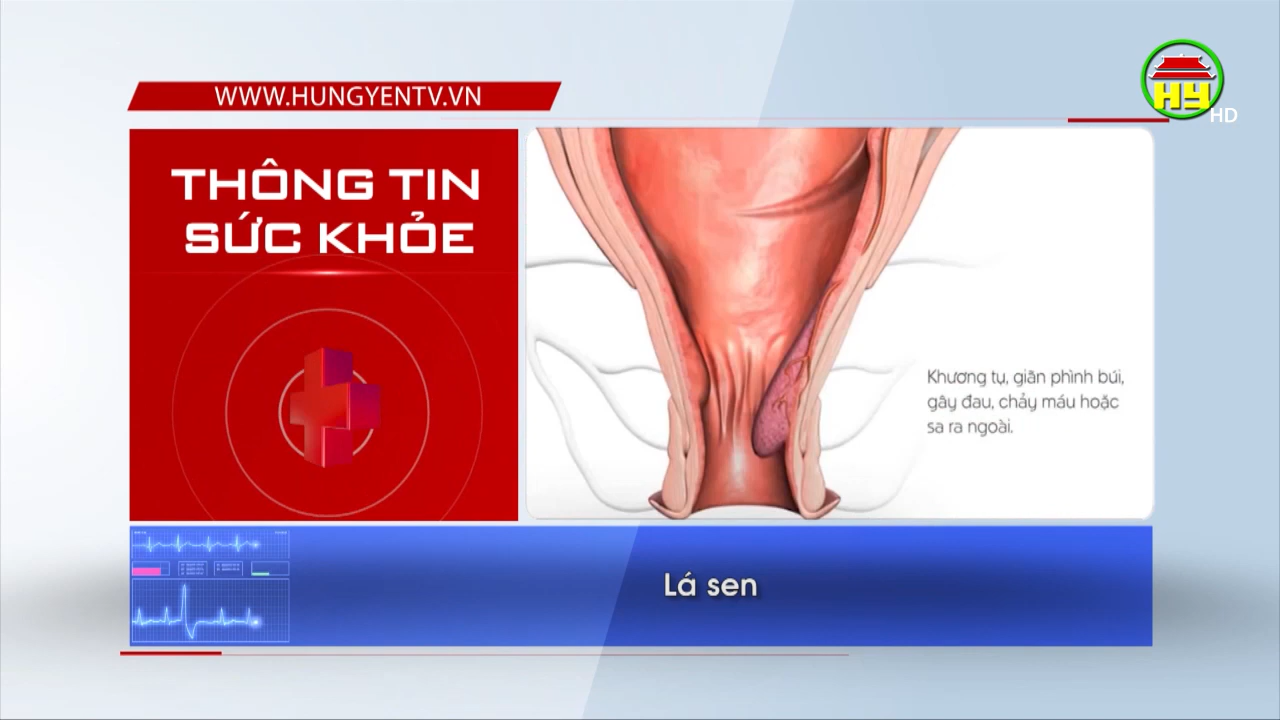 WWW.HUNGYENTV.VN
HY
HD
THÔNG TIN
SỨC KHỎE
Khương tụ, giãn phình búi,
gây đau, chảy máu hoặc
sa ra ngoài.
Lá sen